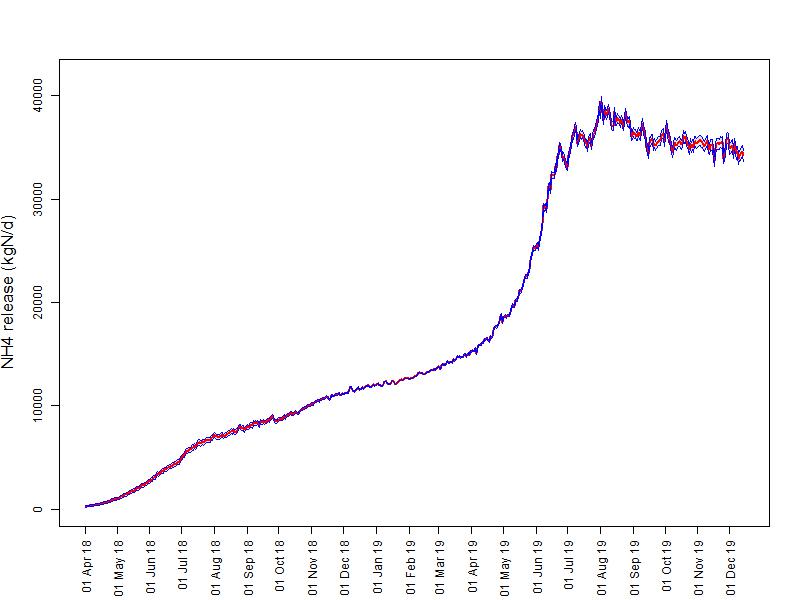 NH4 release (kgN/d)
40000
30000
20000
10000
0
01 Apr 18
01 May 18
01 Jun 18
01 Jul 18
01 Aug 18
01 Sep 18
01 Oct 18
01 Nov 18
01 Dec 18
01 Jan 19
01 Feb 19
01 Mar 19
01 Apr 19
01 May 19
01 Jun 19
01 Jul 19
01 Aug 19
01 Sep 19
01 Oct 19
01 Nov 19
01 Dec 19